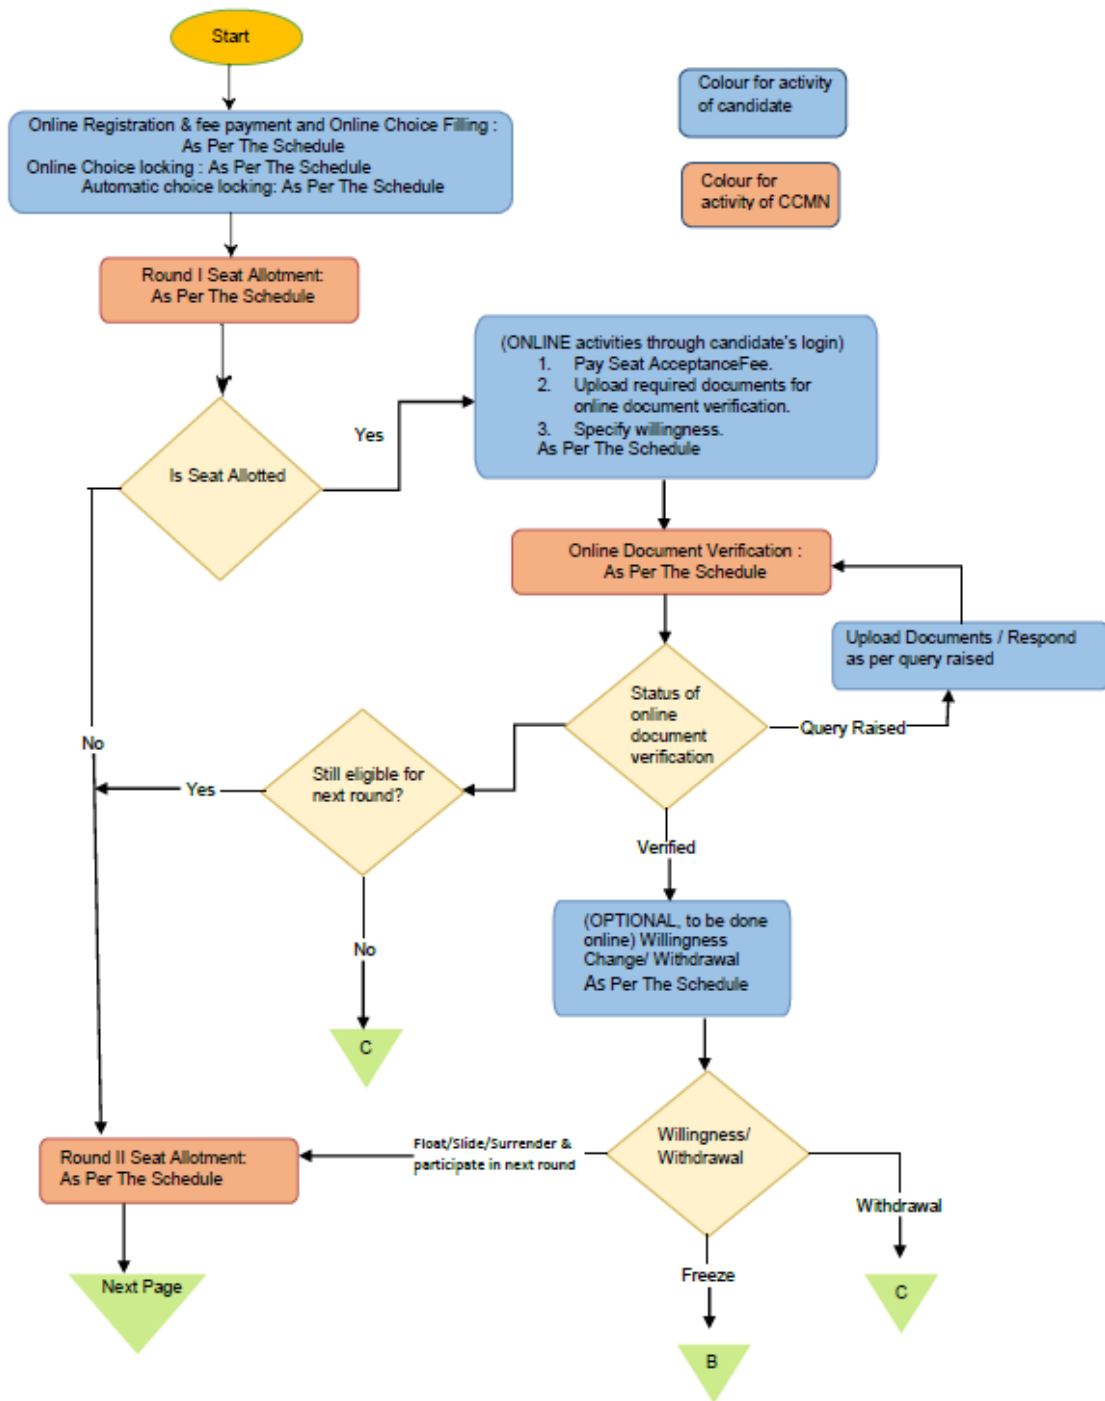 Start
Colour for activity
of candidate
Online Registration & fee payment and Online Choice Filling :
As Per The Schedule
Online Choice locking : As Per The Schedule
Automatic choice locking: As Per The Schedule
Colour for
activity of CCMN
Round I Seat Allotment:
As Per The Schedule
(ONLINE activities through candidate's login)
1. Pay Seat AcceptanceFee.
2. Upload required documents for
online document verification.
3. Specify willingness.
As Per The Schedule
Yes
Is Seat Allotted
Online Document Verification :
As Per The Schedule
Upload Documents / Respond
as per query raised
Status of
online
document
verification
Query Raised
No
Still eligible for
next round?
Yes
Verified
(OPTIONAL, to be done
online) Willingness
Change/ Withdrawal
As Per The Schedule
No
C
Float/Slide/Surrender &
participate in next round
Willingness/
Withdrawal
Round II Seat Allotment:
As Per The Schedule
Withdrawal
Freeze
Next Page
C
B